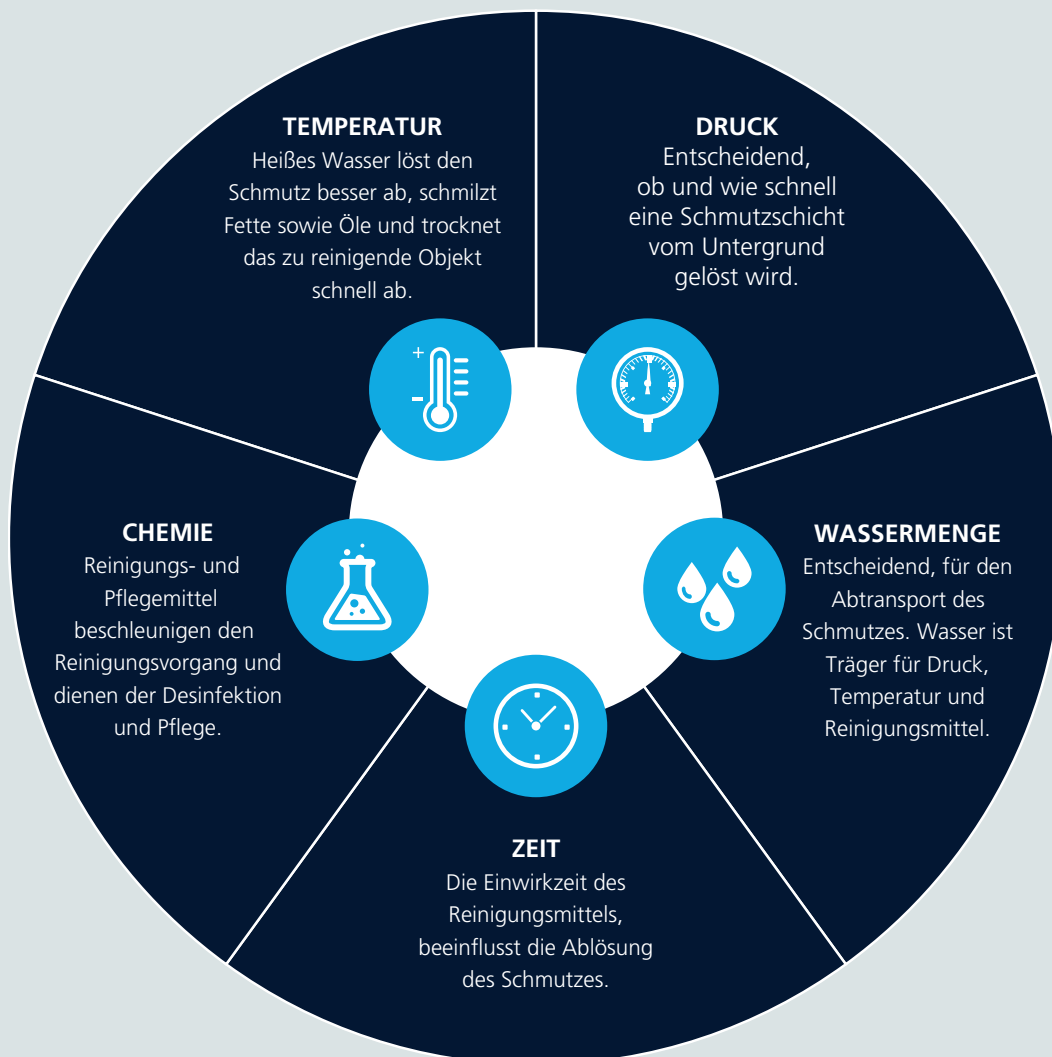 TEMPERATUR
Heißes Wasser löst den
Schmutz besser ab, schmilzt
Fette sowie Öle und trocknet
das zu reinigende Objekt
schnell ab.
DRUCK
Entscheidend,
ob und wie schnell
eine Schmutzschicht
vom Untergrund
gelöst wird.
CHEMIE
Reinigungs- und
Pflegemittel
beschleunigen den
Reinigungsvorgang und
dienen der Desinfektion
und Pflege.
WASSERMENGE
Entscheidend, für den
Abtransport des
Schmutzes. Wasser ist
Träger für Druck,
Temperatur und
Reinigungsmittel.
ZEIT
Die Einwirkzeit des
Reinigungsmittels,
beeinflusst die Ablösung
des Schmutzes.